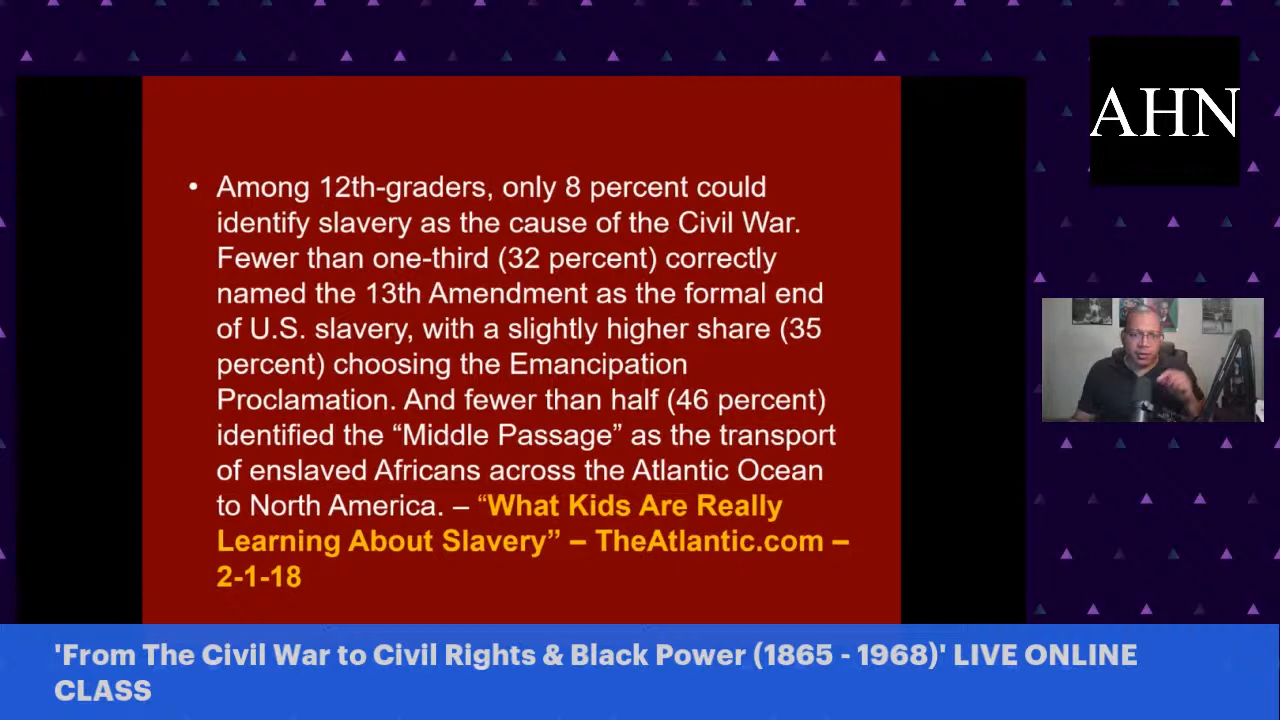 AHN
• Among 12th-graders, only 8 percent could
identify slavery as the cause of the Civil War.
Fewer than one-third (32 percent) correctly
named the 13th Amendment as the formal end
of U.S. slavery, with a slightly higher share (35
percent) choosing the Emancipation
Proclamation. And fewer than half (46 percent)
identified the “Middle Passage” as the transport
of enslaved Africans across the Atlantic Ocean
to North America. – “What Kids Are Really
Learning About Slavery” – TheAtlantic.com –
2-1-18
'From The Civil War to Civil Rights & Black Power (1865 - 1968)' LIVE ONLINE
CLASS